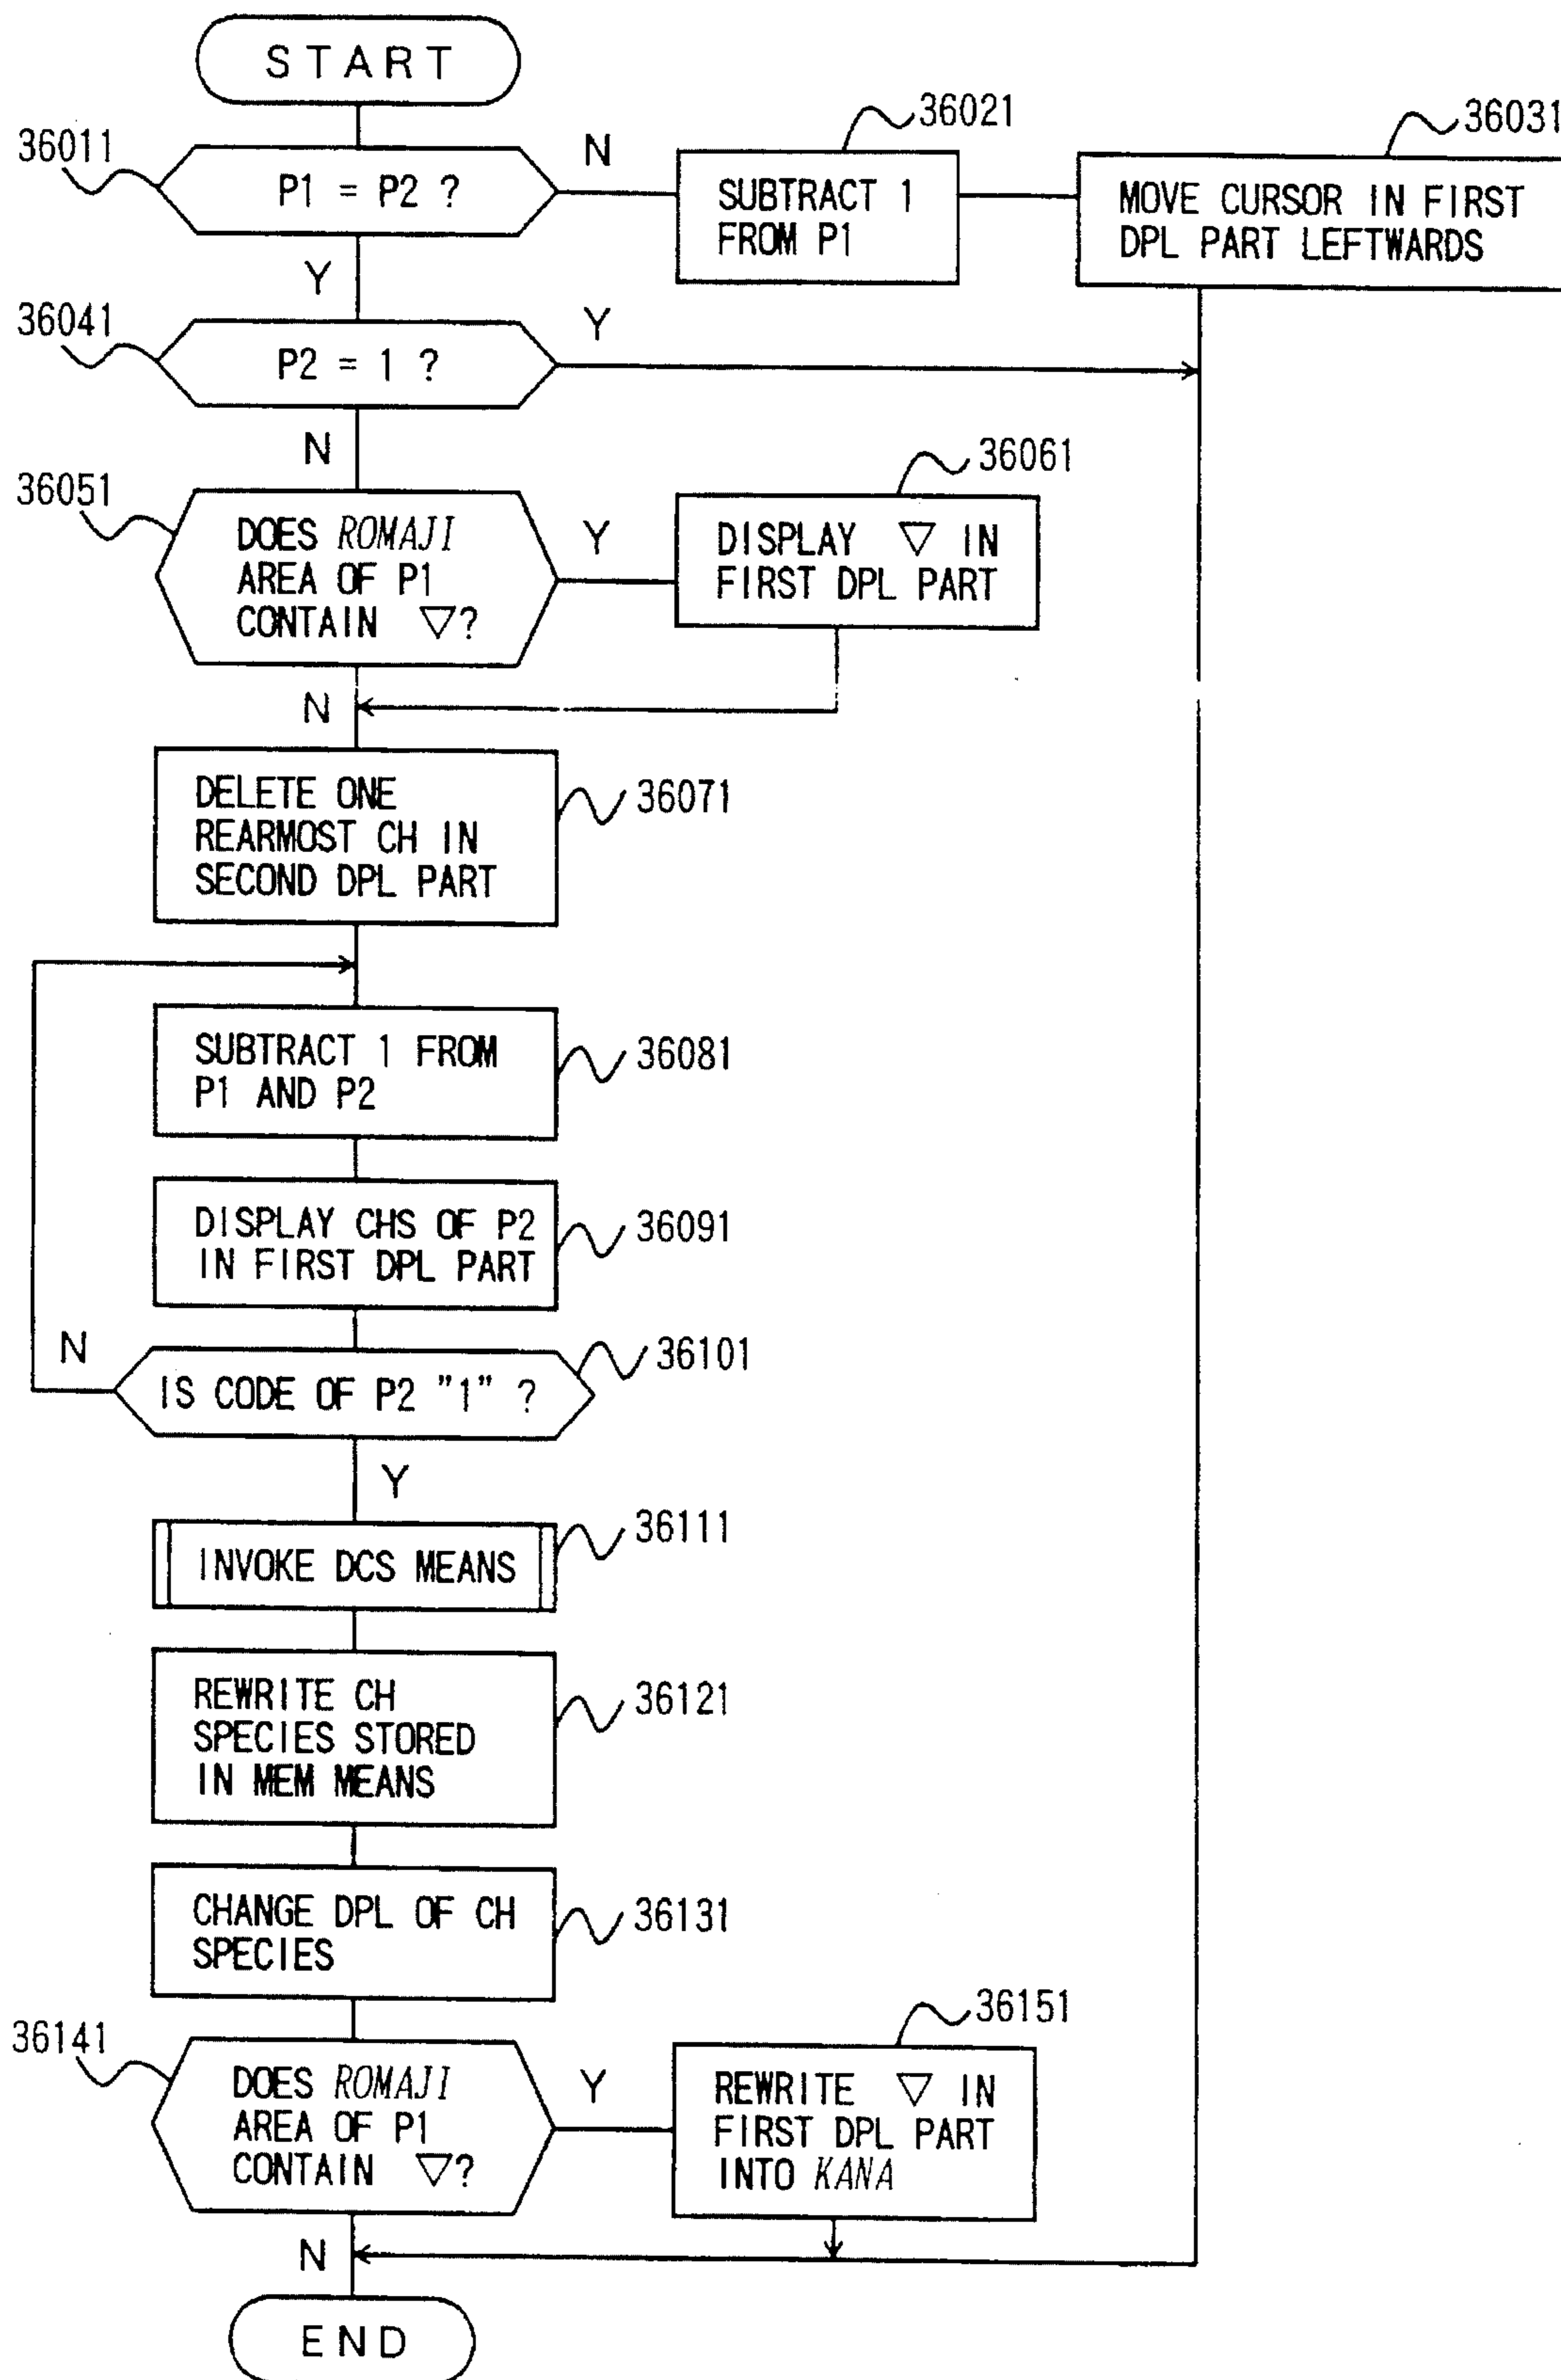 START
36011
P1 = P2 ?
N
36021
SUBTRACT 1
FROM P1
36031
MOVE CURSOR IN FIRST
DPL PART LEFTWARDS
Y
36041
P2 = 1 ?
Y
N
36051
DOES ROMAJI
AREA OF P1
CONTAIN ▽?
Y
36061
DISPLAY ▽ IN
FIRST DPL PART
N
DELETE ONE
REARMOST CH IN
SECOND DPL PART
36071
SUBTRACT 1 FROM
P1 AND P2
36081
DISPLAY CHS OF P2
IN FIRST DPL PART
36091
N
IS CODE OF P2 "1" ?
36101
Y
INVOKE DCS MEANS
36111
REWRITE CH
SPECIES STORED
IN MEM MEANS
36121
CHANGE DPL OF CH
SPECIES
36131
36141
DOES ROMAJI
AREA OF P1
CONTAIN ▽?
Y
36151
REWRITE ▽ IN
FIRST DPL PART
INTO KANA
N
END